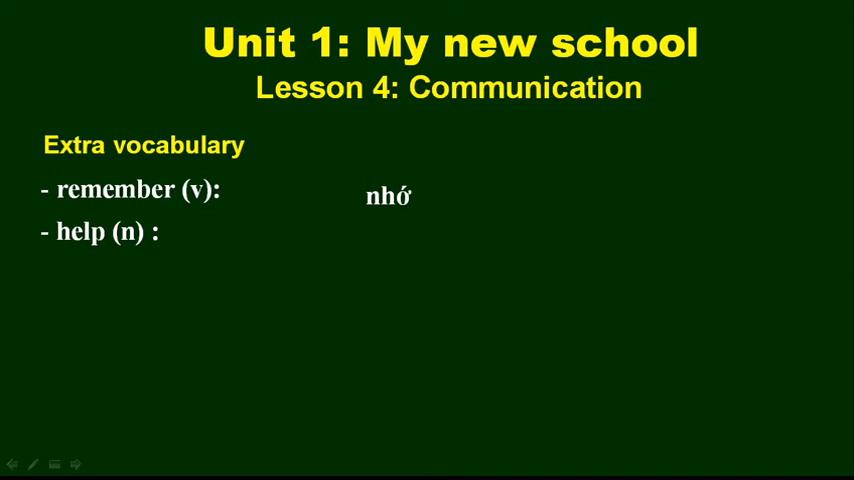 Unit 1: My new school
Lesson 4: Communication
Extra vocabulary
- remember (v): nhớ
- help (n) :